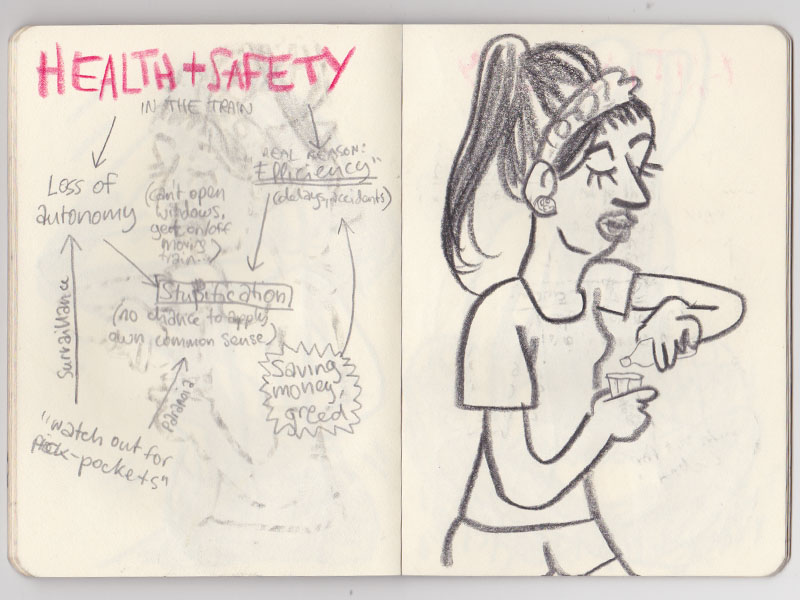 HEALTH + SAFETY
IN THE TRAIN
Loss of
autonomy
(can't open
windows,
get on/off
moving
train...)
"REAL REASON:
Efficiency"
(delays, accidents)
Stupification
(no chance to apply
own common sense)
Surraillance
paranoia
Saving
money,
greed
"watch out for
pick-pockets"